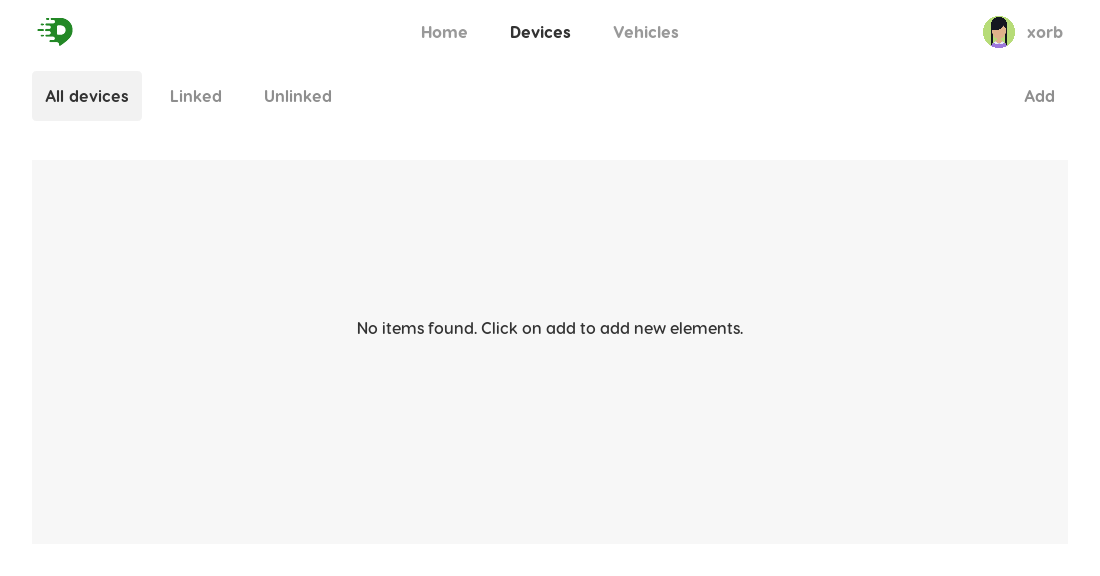 Home Devices Vehicles xorb
All devices Linked Unlinked Add
No items found. Click on add to add new elements.